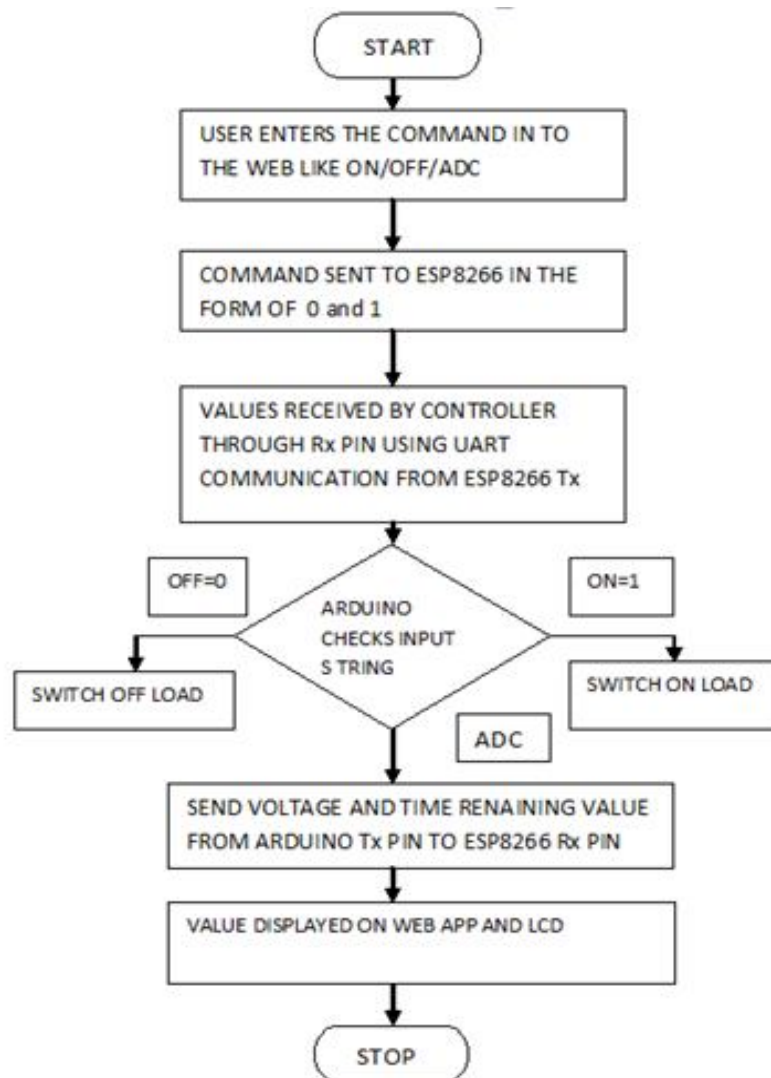 START
USER ENTERS THE COMMAND IN TO
THE WEB LIKE ON/OFF/ADC
COMMAND SENT TO ESP8266 IN THE
FORM OF 0 and 1
VALUES RECEIVED BY CONTROLLER
THROUGH Rx PIN USING UART
COMMUNICATION FROM ESP8266 Tx
OFF=0
ON=1
ARDUINO
CHECKS INPUT
S TRING
SWITCH OFF LOAD
SWITCH ON LOAD
ADC
SEND VOLTAGE AND TIME RENAINING VALUE
FROM ARDUINO Tx PIN TO ESP8266 Rx PIN
VALUE DISPLAYED ON WEB APP AND LCD
STOP